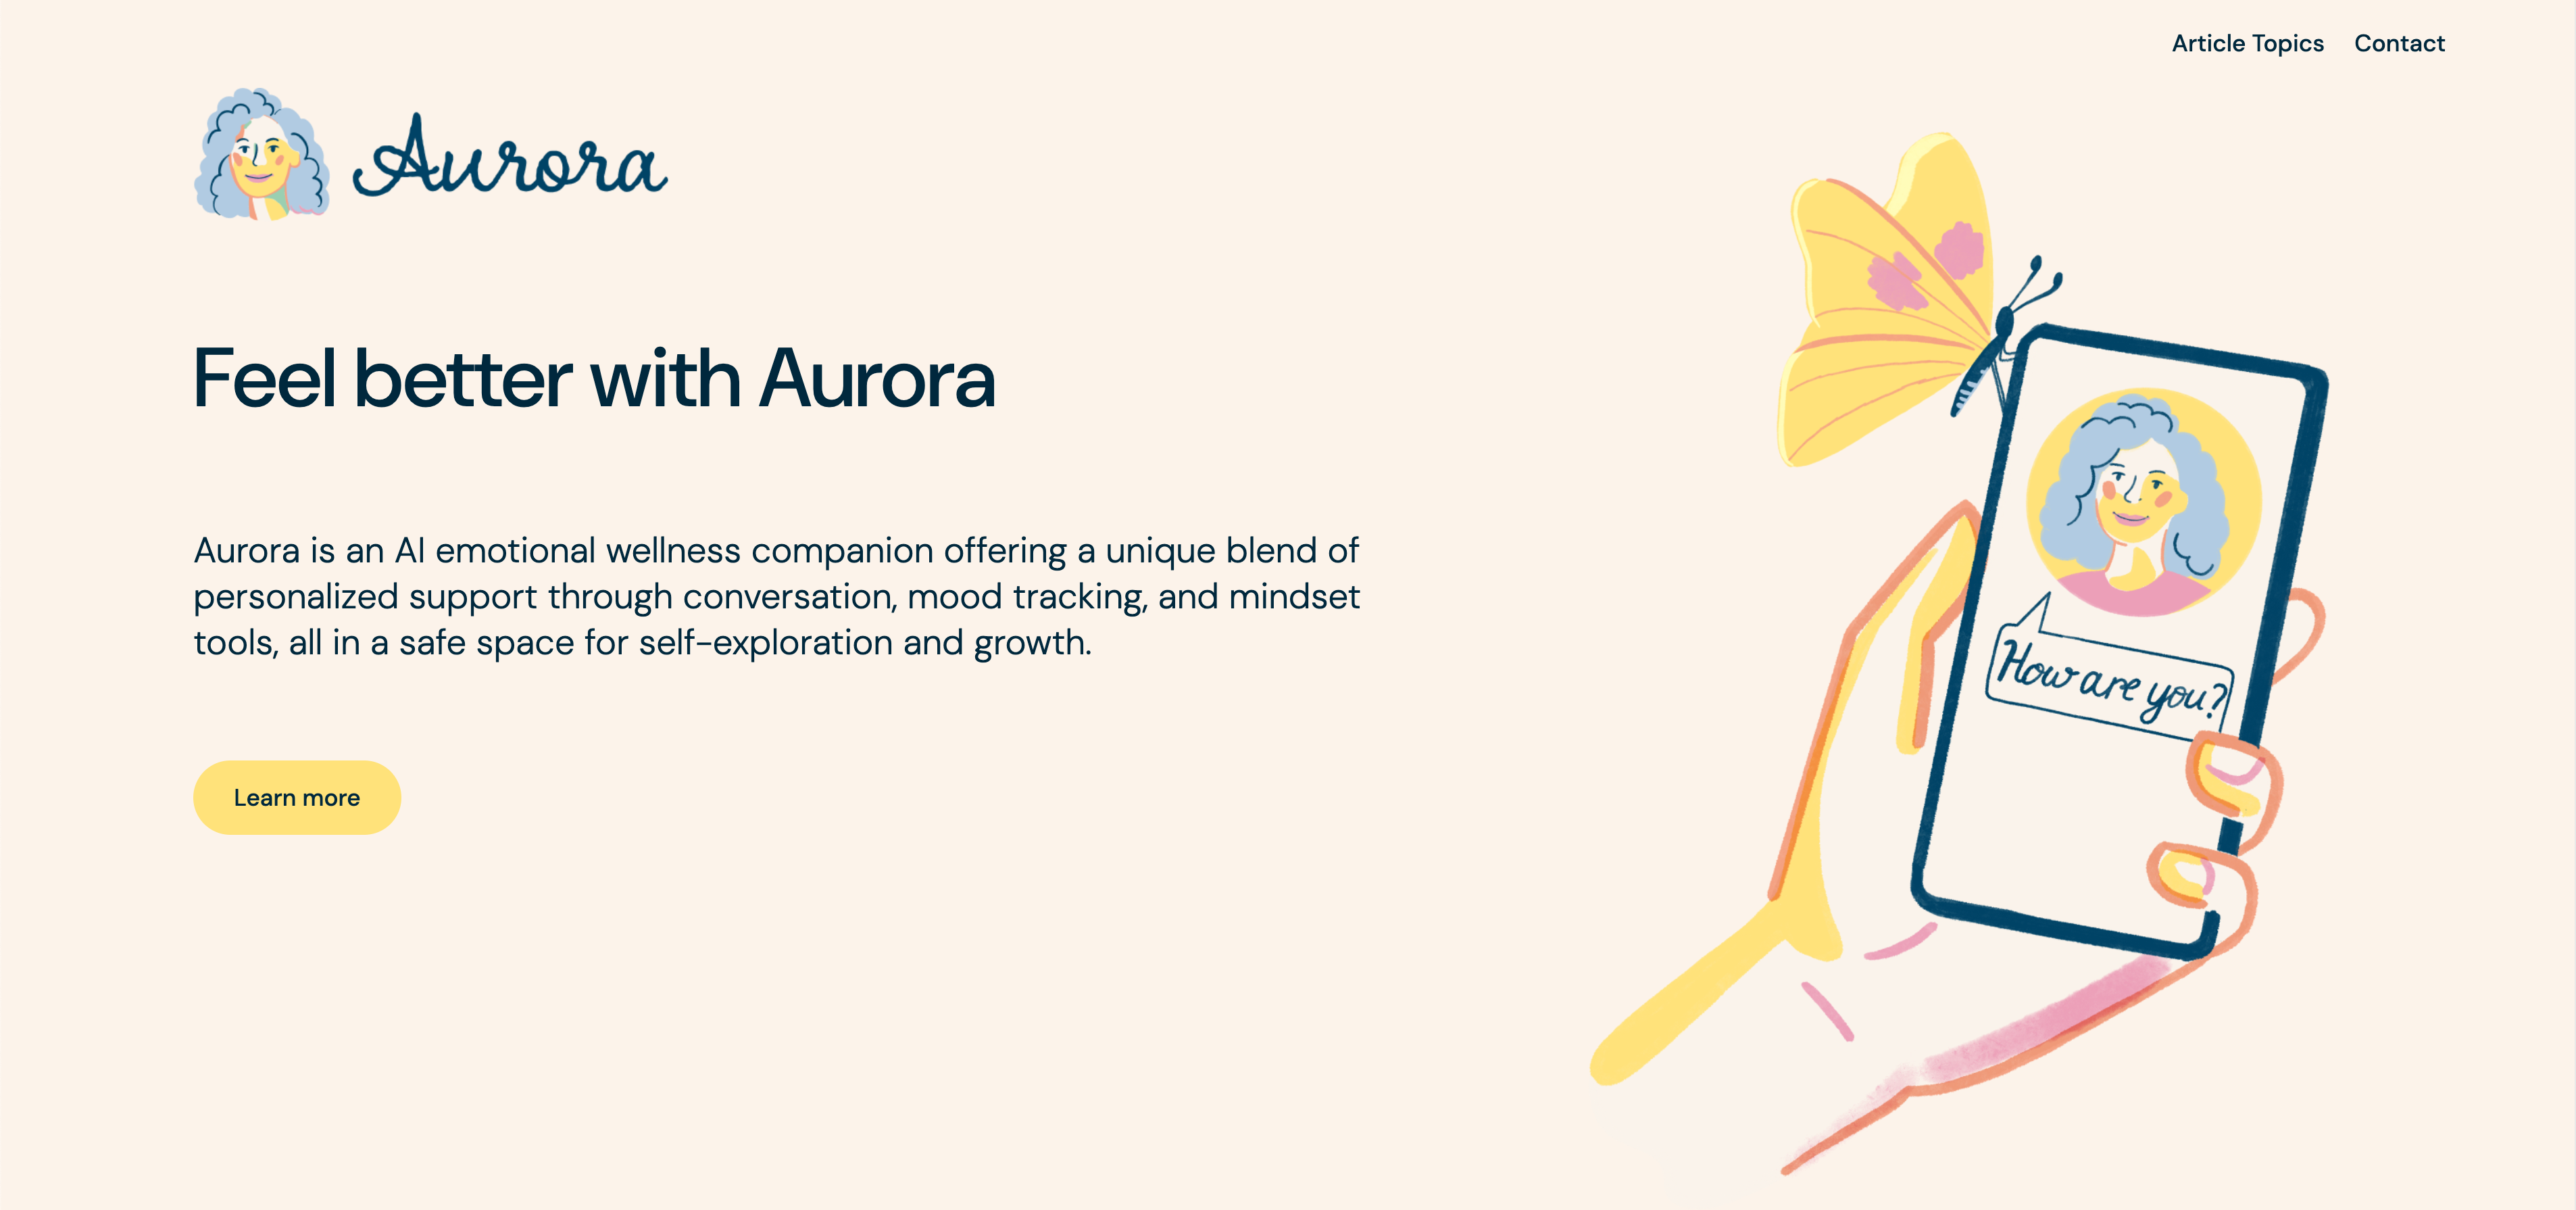 Article Topics Contact
Aurora
Feel better with Aurora
Aurora is an AI emotional wellness companion offering a unique blend of
personalized support through conversation, mood tracking, and mindset
tools, all in a safe space for self-exploration and growth.
Learn more
How are you?